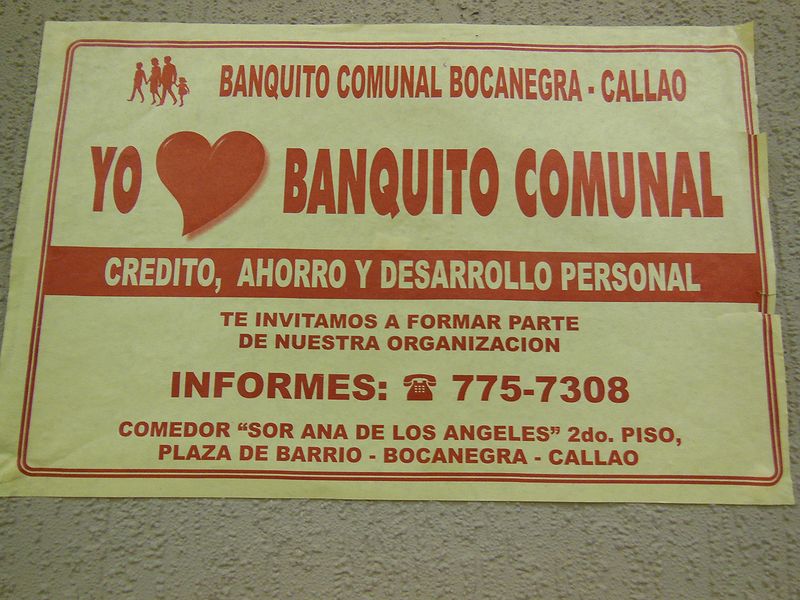 BANQUITO COMUNAL BOCANEGRA - CALLAO
YO BANQUITO COMUNAL
CREDITO, AHORRO Y DESARROLLO PERSONAL
TE INVITAMOS A FORMAR PARTE
DE NUESTRA ORGANIZACION
INFORMES: ☎ 775-7308
COMEDOR “SOR ANA DE LOS ANGELES” 2do. PISO,
PLAZA DE BARRIO - BOCANEGRA - CALLAO